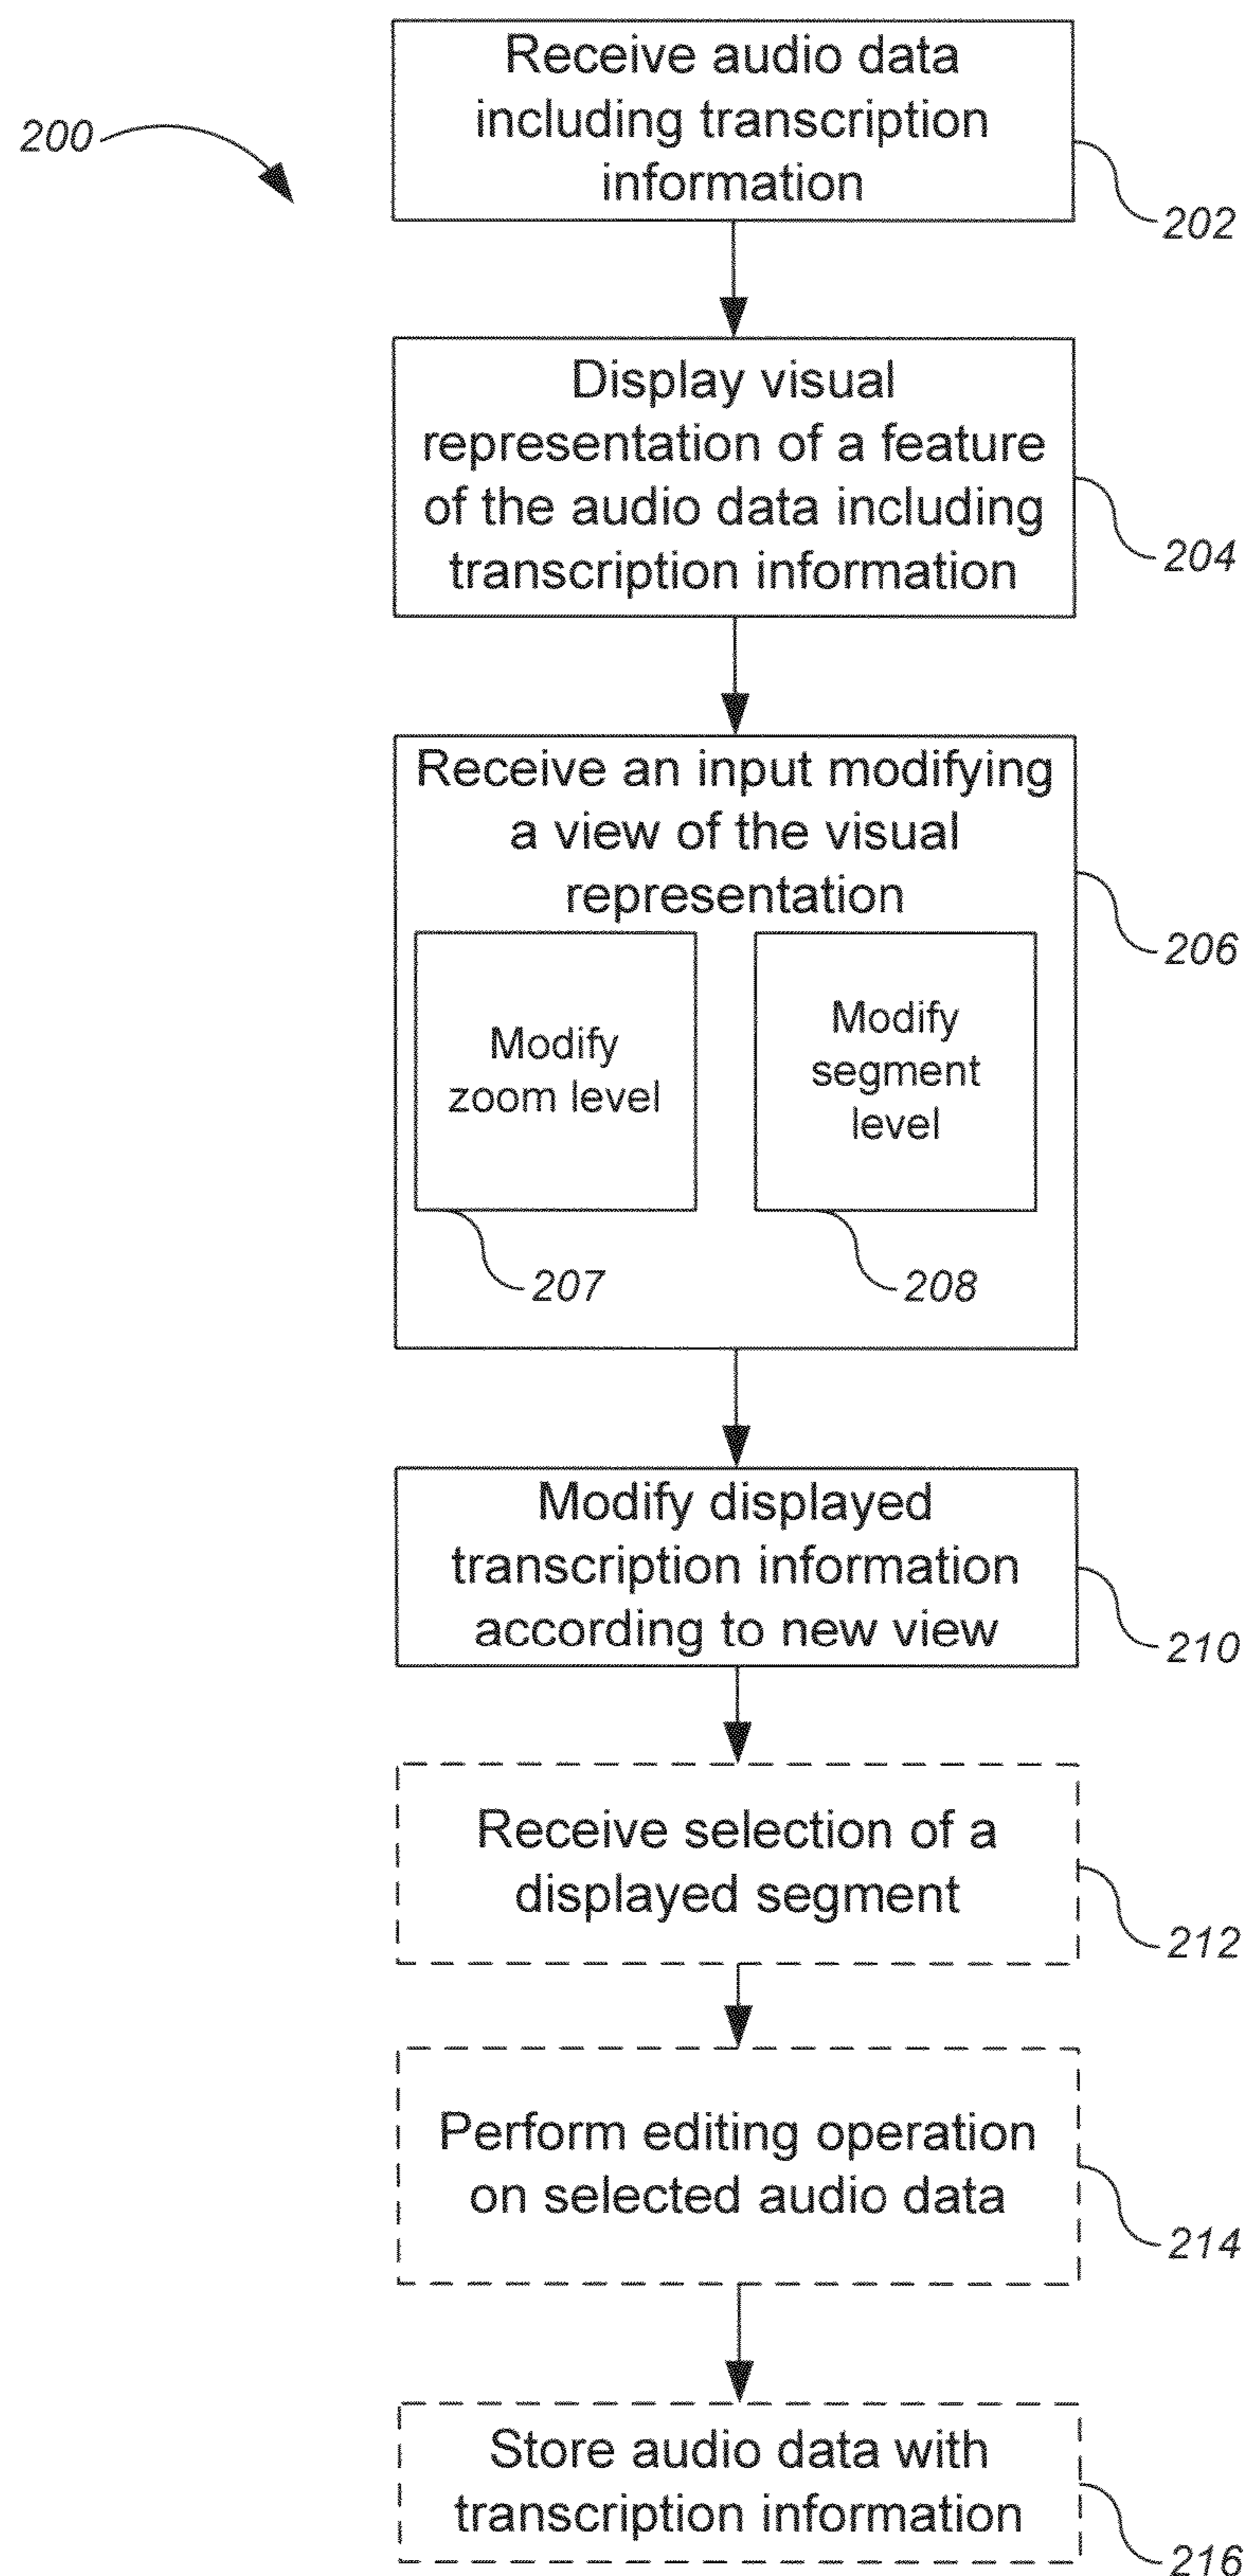 200
Receive audio data
including transcription
information
202
Display visual
representation of a feature
of the audio data including
transcription information
204
Receive an input modifying
a view of the visual
representation
206
Modify
zoom level
207
Modify
segment
level
208
Modify displayed
transcription information
according to new view
210
Receive selection of a
displayed segment
212
Perform editing operation
on selected audio data
214
Store audio data with
transcription information
216